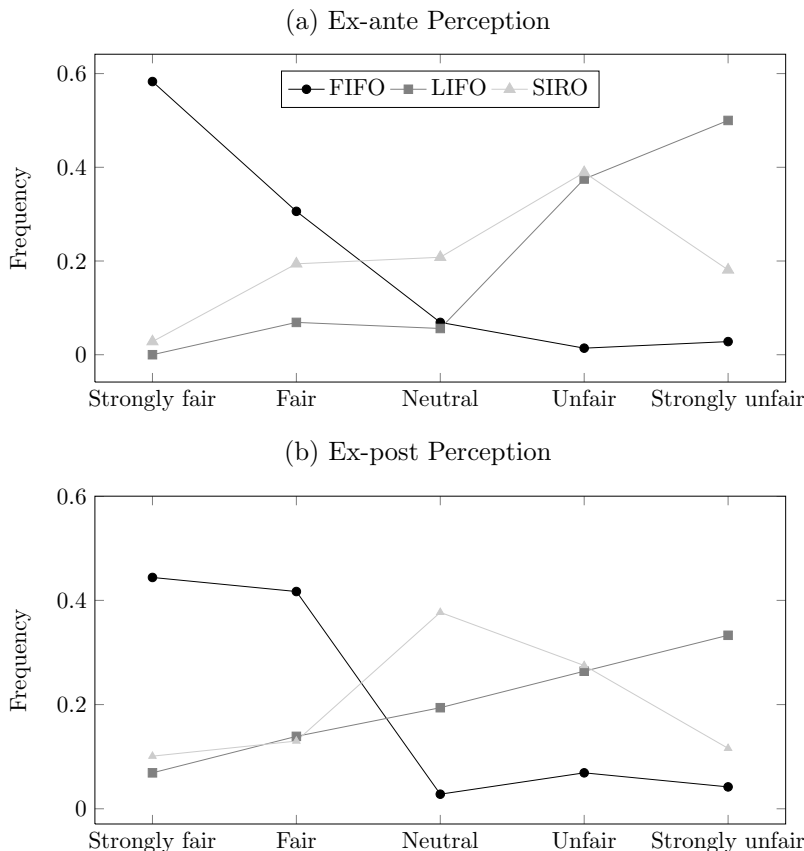 (a) Ex-ante Perception
0.6
FIFO LIFO SIRO
0.4
Frequency
0.2
0
Strongly fair Fair Neutral Unfair Strongly unfair
(b) Ex-post Perception
0.6
0.4
Frequency
0.2
0
Strongly fair Fair Neutral Unfair Strongly unfair